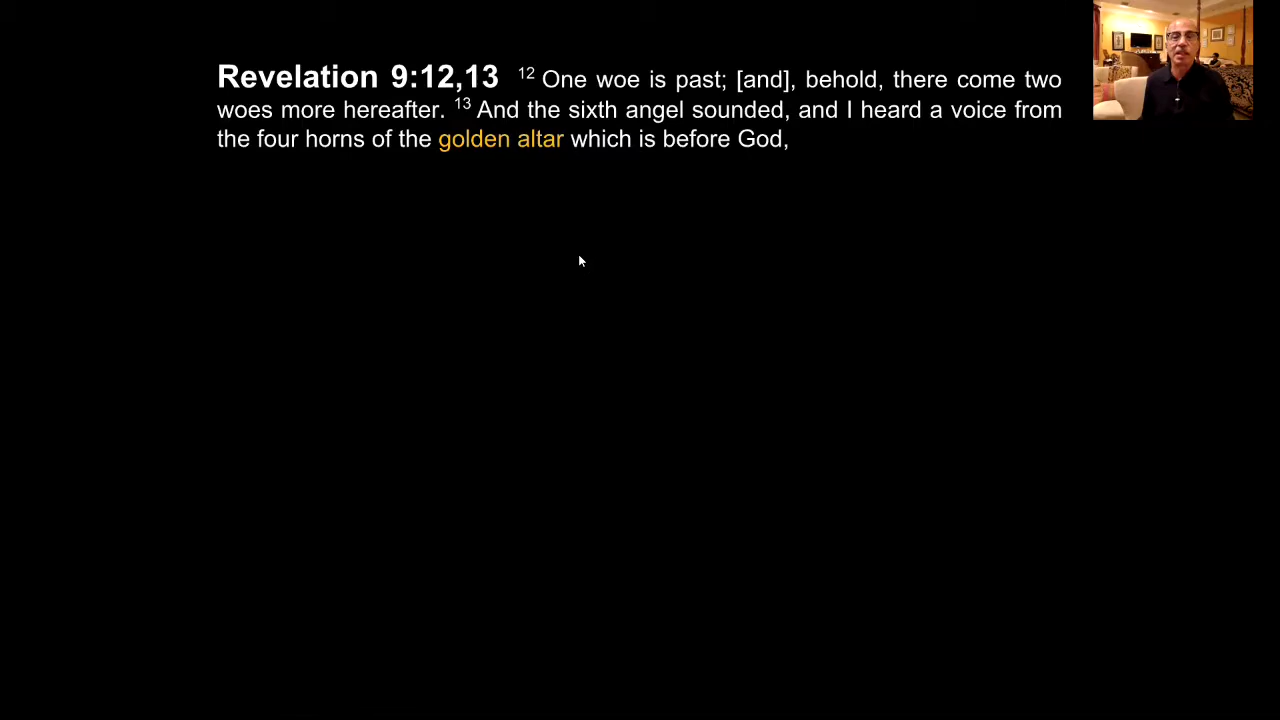 Revelation 9:12,13 12 One woe is past; [and], behold, there come two
woes more hereafter. 13 And the sixth angel sounded, and I heard a voice from
the four horns of the golden altar which is before God,